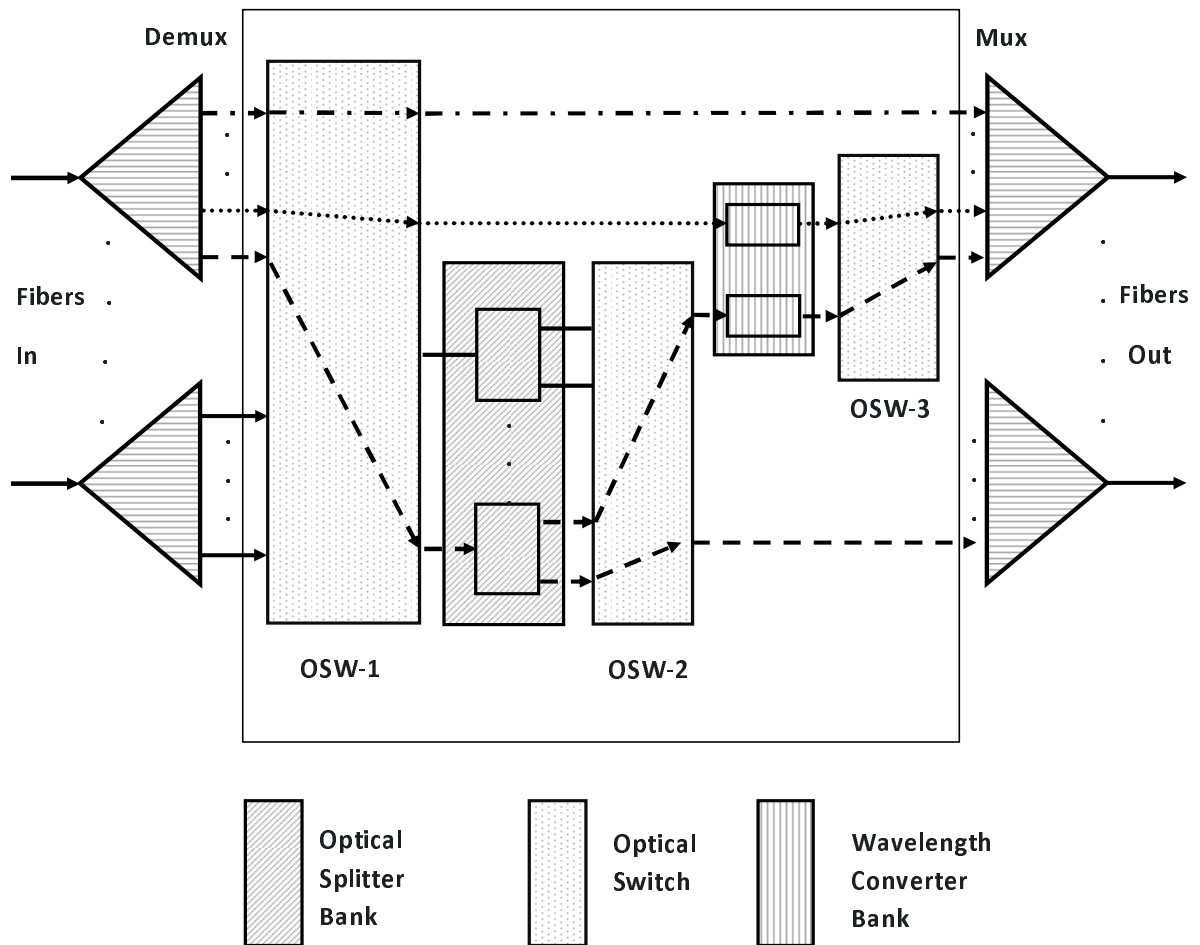 Demux
Mux
Fibers
In
Fibers
Out
OSW-3
OSW-1
OSW-2
Optical
Splitter
Bank
Optical
Switch
Wavelength
Converter
Bank